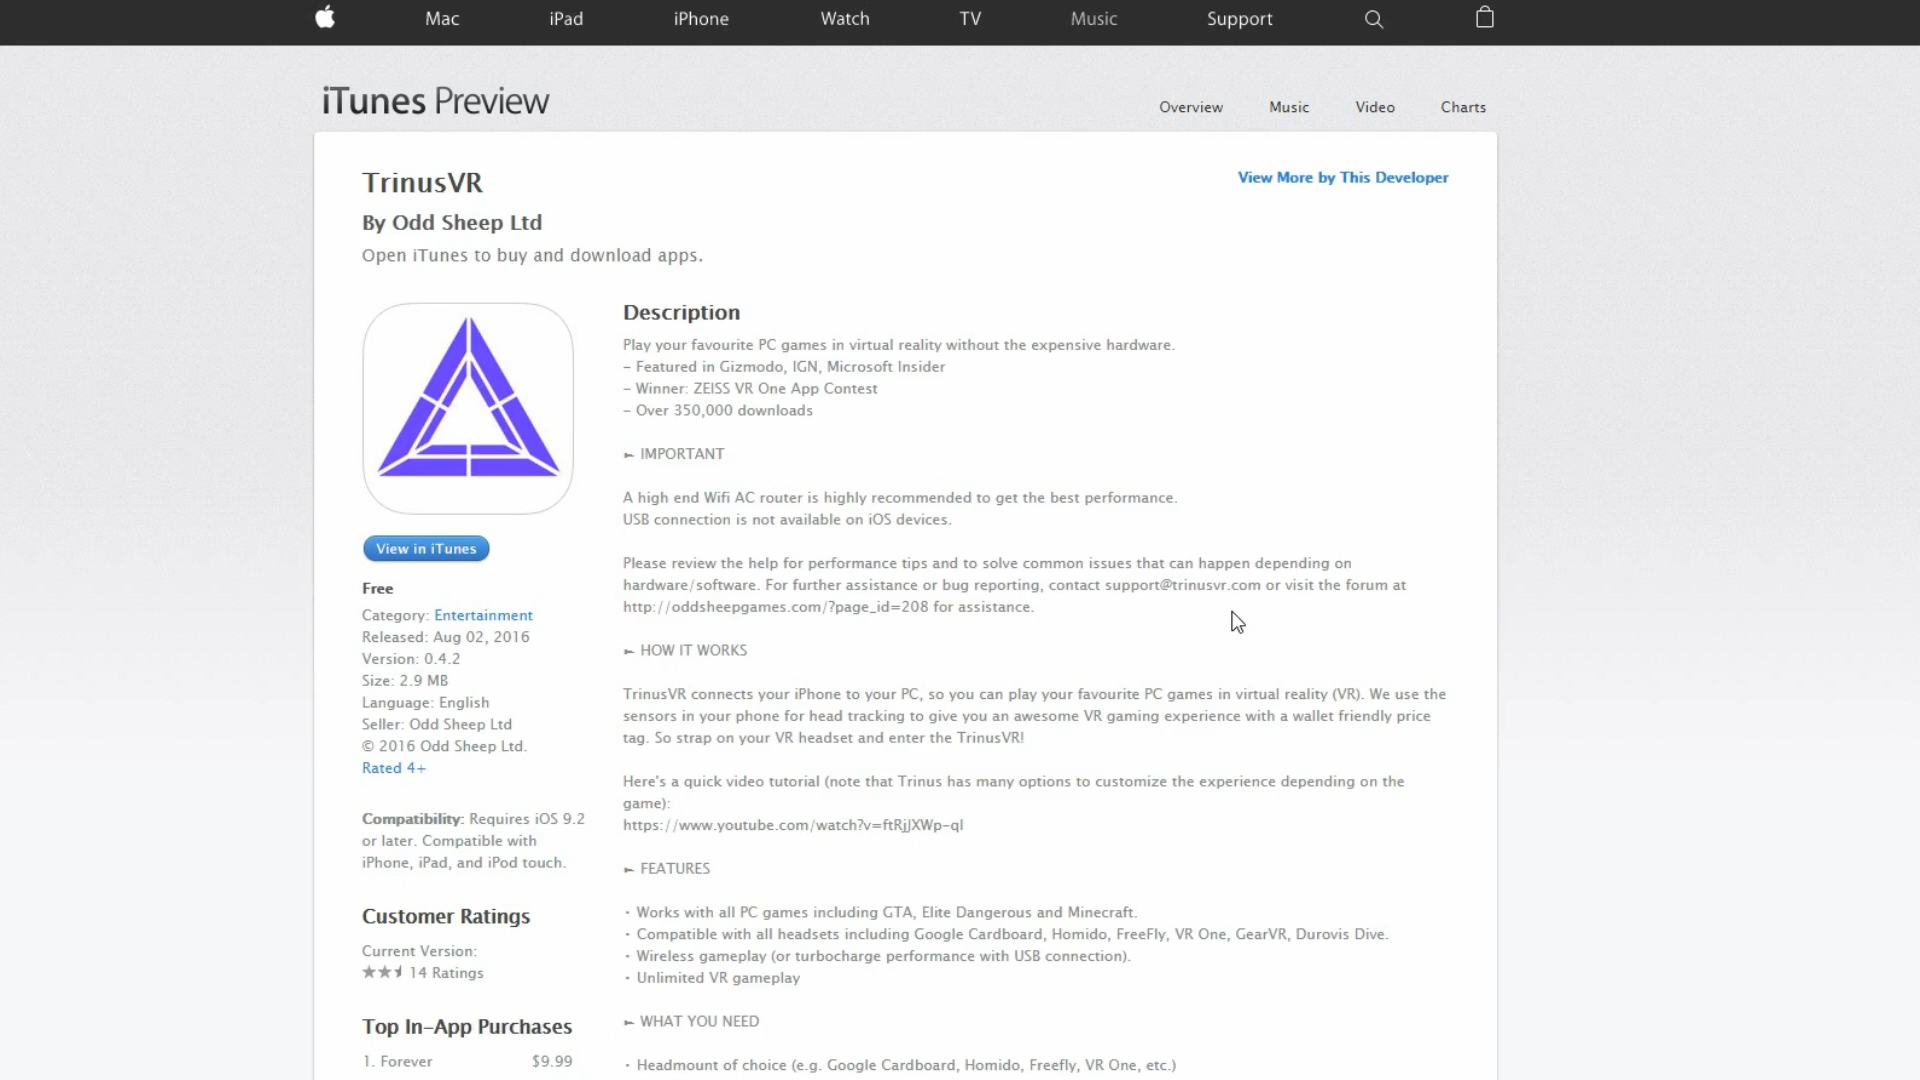 Mac iPad iPhone Watch TV Music Support
iTunes Preview
Overview Music Video Charts
TrinusVR
View More by This Developer
By Odd Sheep Ltd
Open iTunes to buy and download apps.
View in iTunes
Free
Category: Entertainment
Released: Aug 02, 2016
Version: 0.4.2
Size: 2.9 MB
Language: English
Seller: Odd Sheep Ltd
© 2016 Odd Sheep Ltd.
Rated 4+
Compatibility: Requires iOS 9.2
or later. Compatible with
iPhone, iPad, and iPod touch.
Customer Ratings
Current Version:
14 Ratings
Top In-App Purchases
1. Forever $9.99
Description
Play your favourite PC games in virtual reality without the expensive hardware.
– Featured in Gizmodo, IGN, Microsoft Insider
– Winner: ZEISS VR One App Contest
– Over 350,000 downloads
► IMPORTANT
A high end Wifi AC router is highly recommended to get the best performance.
USB connection is not available on iOS devices.
Please review the help for performance tips and to solve common issues that can happen depending on
hardware/software. For further assistance or bug reporting, contact support@trinusvr.com or visit the forum at
http://oddsheepgames.com/?page_id=208 for assistance.
► HOW IT WORKS
TrinusVR connects your iPhone to your PC, so you can play your favourite PC games in virtual reality (VR). We use the
sensors in your phone for head tracking to give you an awesome VR gaming experience with a wallet friendly price
tag. So strap on your VR headset and enter the TrinusVR!
Here's a quick video tutorial (note that Trinus has many options to customize the experience depending on the
game):
https://www.youtube.com/watch?v=ftRjJXWp-qI
► FEATURES
· Works with all PC games including GTA, Elite Dangerous and Minecraft.
· Compatible with all headsets including Google Cardboard, Homido, FreeFly, VR One, GearVR, Durovis Dive.
· Wireless gameplay (or turbocharge performance with USB connection).
· Unlimited VR gameplay
► WHAT YOU NEED
· Headmount of choice (e.g. Google Cardboard, Homido, Freefly, VR One, etc.)